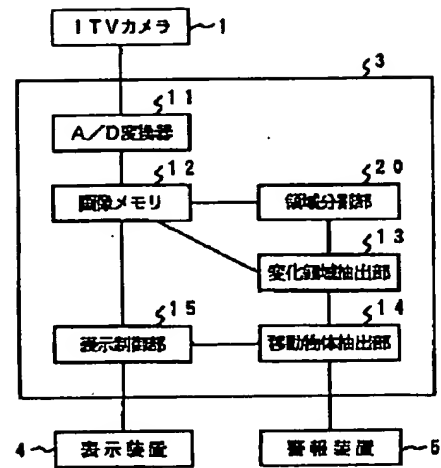 ITVカメラ 1
3
11
A/D変換器
12 20
画像メモリ 領域分割部
13
変化領域抽出部
15 14
表示制御部 移動物体抽出部
4 表示装置 警報装置 5